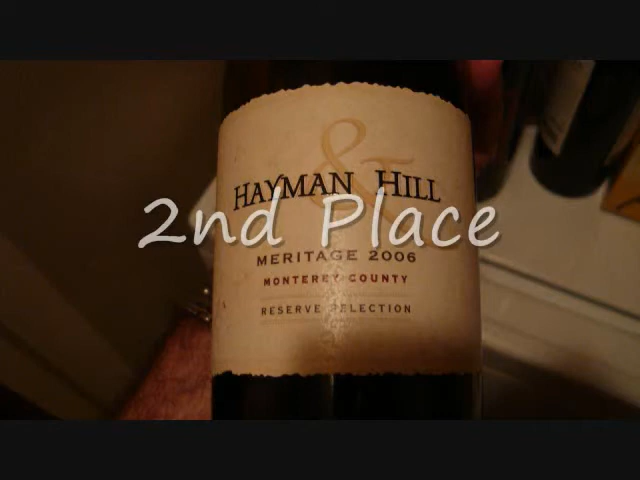 &
HAYMAN HILL
2nd Place
MERITAGE 2006
MONTEREY COUNTY
RESERVE SELECTION